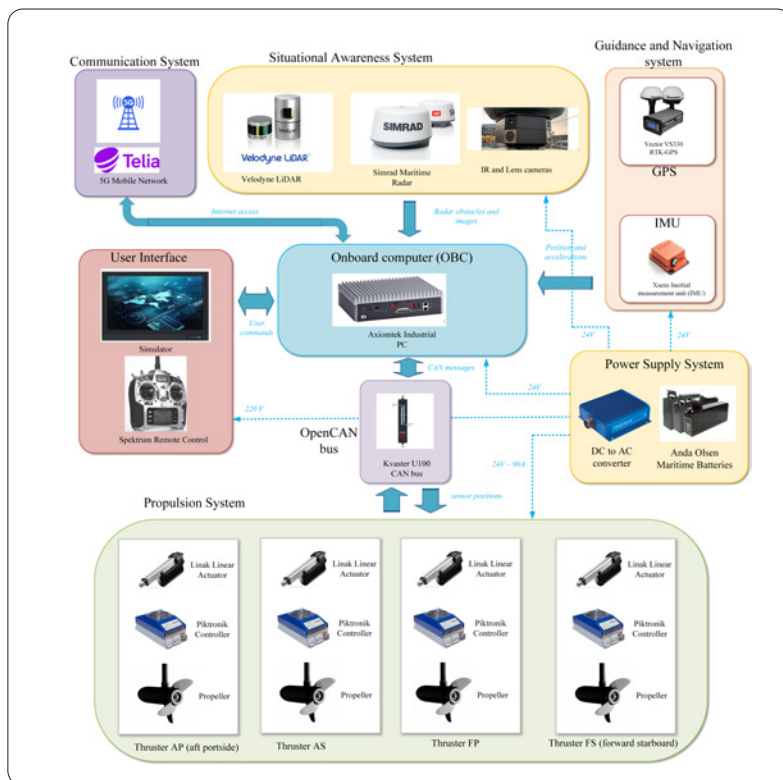 Communication System
5G
Telia
5G Mobile Network
Situational Awareness System
Velodyne LiDAR
Velodyne LiDAR
SIMRAD
Simrad Maritime
Radar
IR and Lens cameras
Guidance and Navigation
system
Vector VS330
RTK-GPS
GPS
IMU
Xsens Inertial
measurement unit (IMU)
Internet access
Radar obstacles and
images
Position and
accelerations
User Interface
Simulator
Spektrum Remote Control
User
commands
Onboard computer (OBC)
Axiomtek Industrial
PC
CAN messages
24V
24V
24V
220 V
24V – 90A
Power Supply System
DC to AC
converter
Anda Olsen
Maritime Batteries
OpenCAN
bus
Kvaster U100
CAN bus
sensor positions
Propulsion System
Linak Linear
Actuator
Piktronik
Controller
Propeller
Thruster AP (aft portside)
Linak Linear
Actuator
Piktronik
Controller
Propeller
Thruster AS
Linak Linear
Actuator
Piktronik
Controller
Propeller
Thruster FP
Linak Linear
Actuator
Piktronik
Controller
Propeller
Thruster FS (forward starboard)